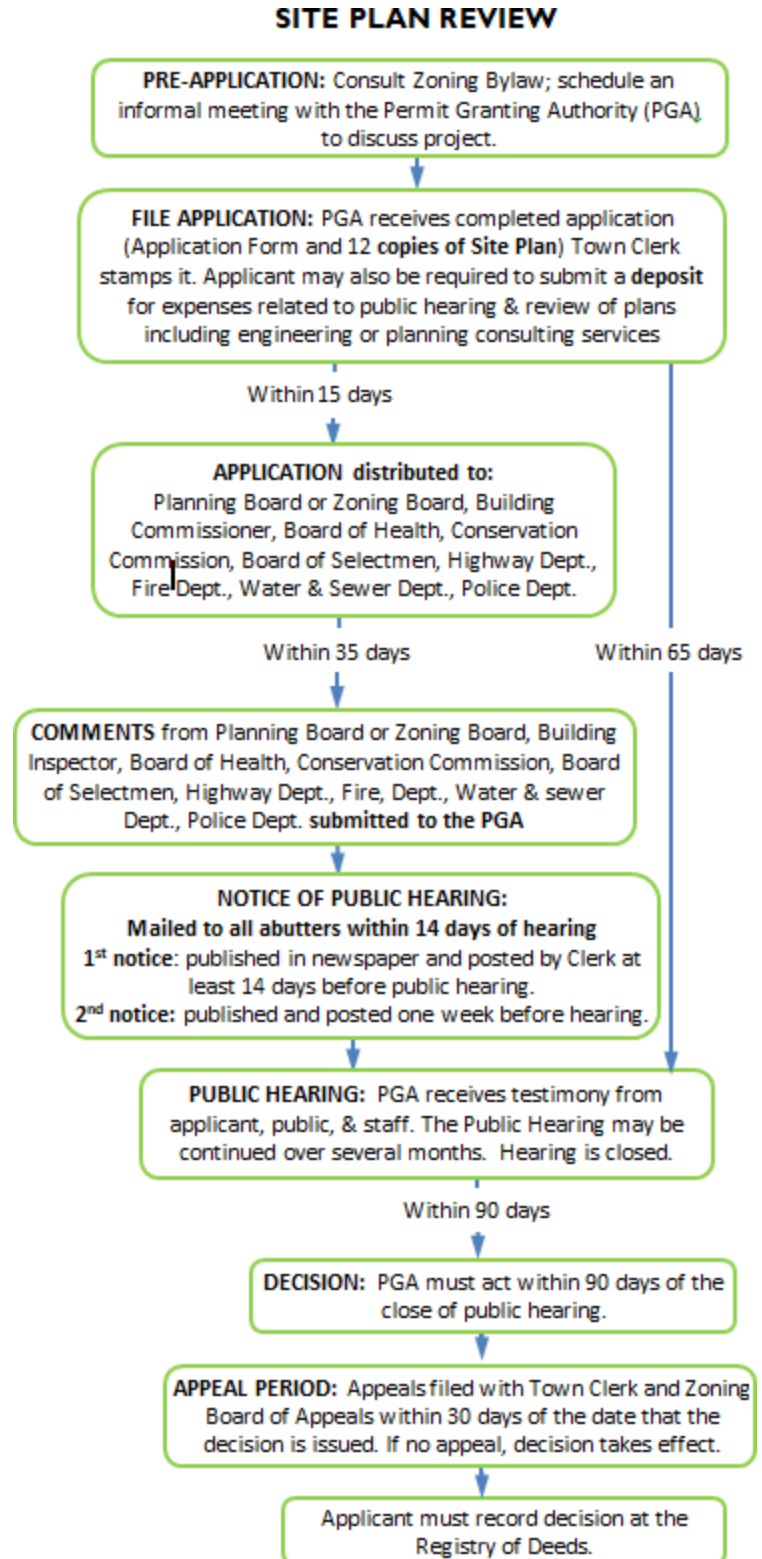 SITE PLAN REVIEW
PRE-APPLICATION: Consult Zoning Bylaw; schedule an
informal meeting with the Permit Granting Authority (PGA)
to discuss project.
FILE APPLICATION: PGA receives completed application
(Application Form and 12 copies of Site Plan) Town Clerk
stamps it. Applicant may also be required to submit a deposit
for expenses related to public hearing & review of plans
including engineering or planning consulting services
Within 15 days
APPLICATION distributed to:
Planning Board or Zoning Board, Building
Commissioner, Board of Health, Conservation
Commission, Board of Selectmen, Highway Dept.,
Fire Dept., Water & Sewer Dept., Police Dept.
Within 35 days
Within 65 days
COMMENTS from Planning Board or Zoning Board, Building
Inspector, Board of Health, Conservation Commission, Board
of Selectmen, Highway Dept., Fire, Dept., Water & sewer
Dept., Police Dept. submitted to the PGA
NOTICE OF PUBLIC HEARING:
Mailed to all abutters within 14 days of hearing
1st notice: published in newspaper and posted by Clerk at
least 14 days before public hearing.
2nd notice: published and posted one week before hearing.
PUBLIC HEARING: PGA receives testimony from
applicant, public, & staff. The Public Hearing may be
continued over several months. Hearing is closed.
Within 90 days
DECISION: PGA must act within 90 days of the
close of public hearing.
APPEAL PERIOD: Appeals filed with Town Clerk and Zoning
Board of Appeals within 30 days of the date that the
decision is issued. If no appeal, decision takes effect.
Applicant must record decision at the
Registry of Deeds.